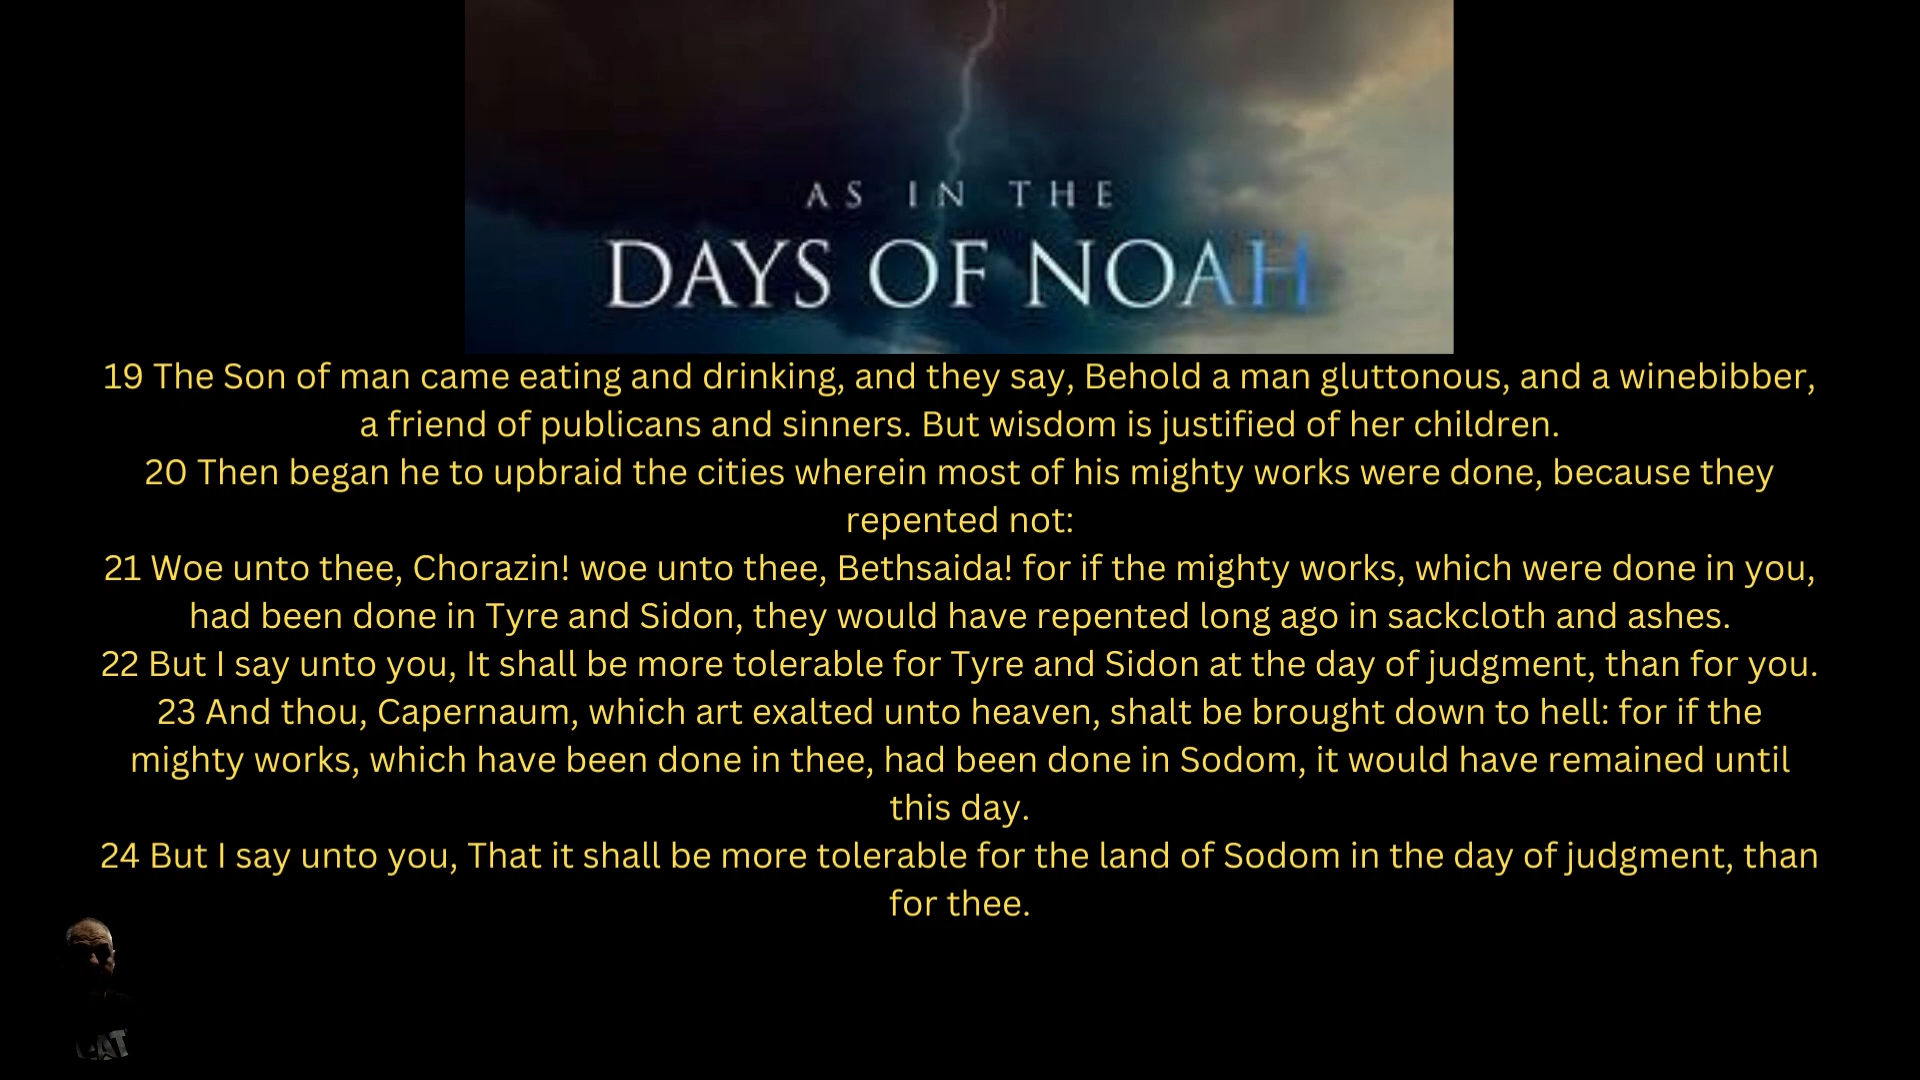 AS IN THE
DAYS OF NOAH
19 The Son of man came eating and drinking, and they say, Behold a man gluttonous, and a winebibber,
a friend of publicans and sinners. But wisdom is justified of her children.
20 Then began he to upbraid the cities wherein most of his mighty works were done, because they
repented not:
21 Woe unto thee, Chorazin! woe unto thee, Bethsaida! for if the mighty works, which were done in you,
had been done in Tyre and Sidon, they would have repented long ago in sackcloth and ashes.
22 But I say unto you, It shall be more tolerable for Tyre and Sidon at the day of judgment, than for you.
23 And thou, Capernaum, which art exalted unto heaven, shalt be brought down to hell: for if the
mighty works, which have been done in thee, had been done in Sodom, it would have remained until
this day.
24 But I say unto you, That it shall be more tolerable for the land of Sodom in the day of judgment, than
for thee.
CAT